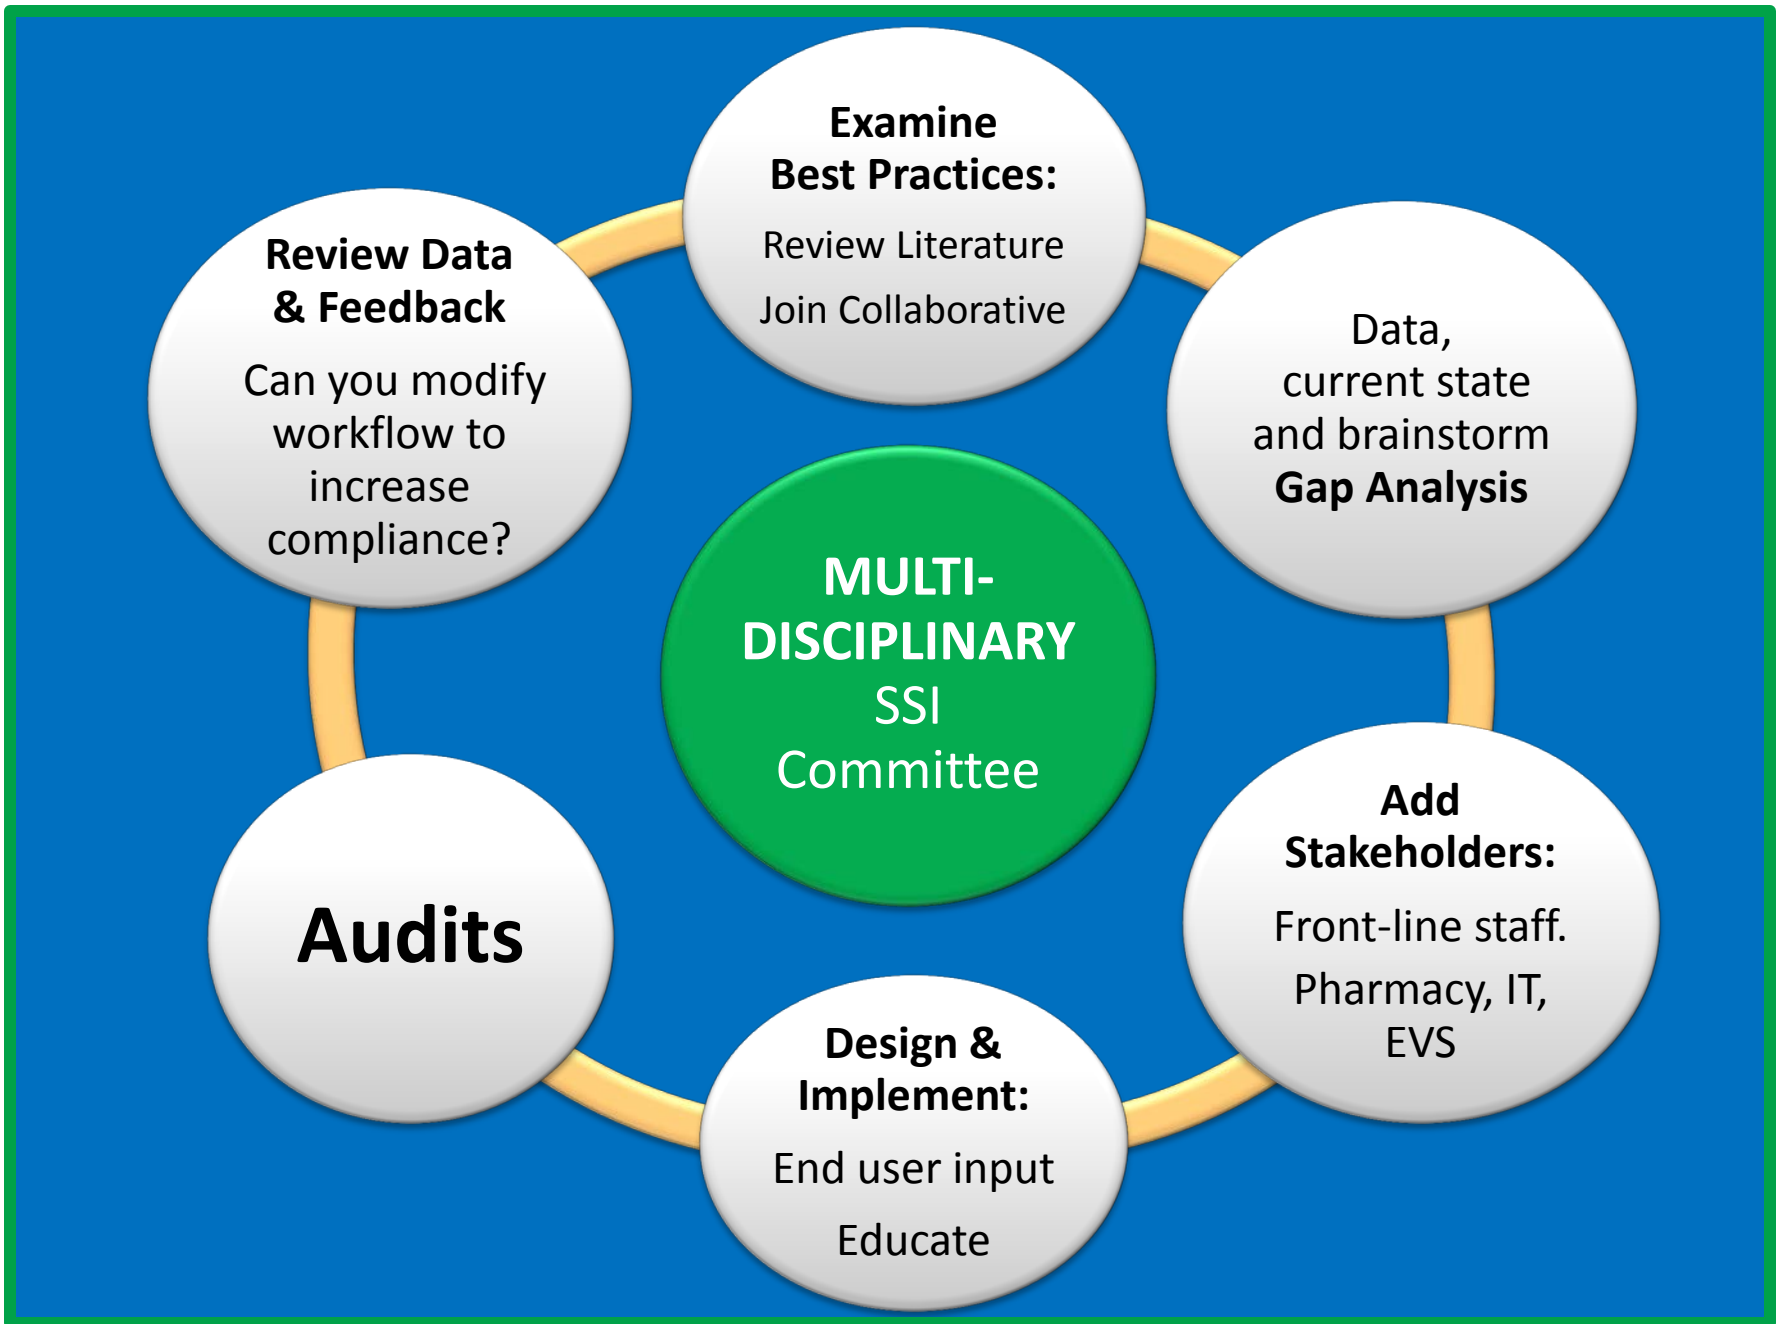 Examine
Best Practices:
Review Literature
Join Collaborative
Data,
current state
and brainstorm
Gap Analysis
Add
Stakeholders:
Front-line staff.
Pharmacy, IT,
EVS
Design &
Implement:
End user input
Educate
Audits
Review Data
& Feedback
Can you modify
workflow to
increase
compliance?
MULTI-
DISCIPLINARY
SSI
Committee